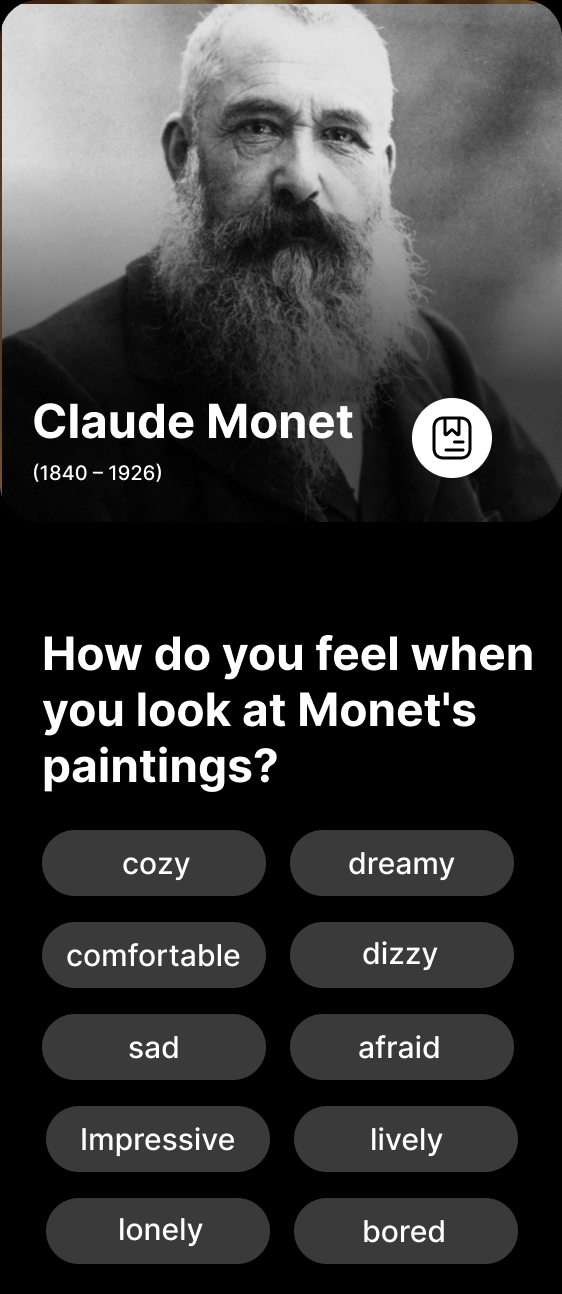 Claude Monet
(1840 – 1926)
How do you feel when
you look at Monet's
paintings?
cozy
dreamy
comfortable
dizzy
sad
afraid
Impressive
lively
lonely
bored